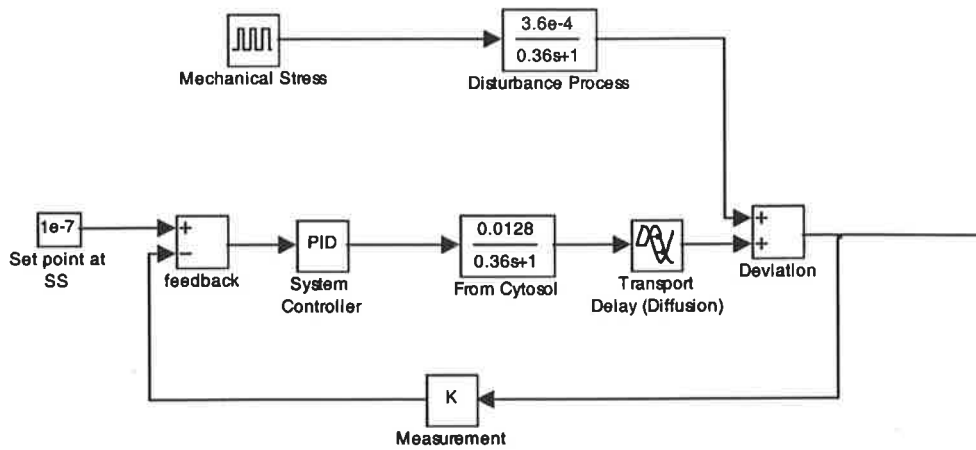 3.6e-4
0.36s+1
Mechanical Stress
Disturbance Process
1e-7
+
−
PID
0.0128
0.36s+1
+
+
Set point at
SS
feedback
System
Controller
From Cytosol
Transport
Delay (Diffusion)
Deviation
K
Measurement